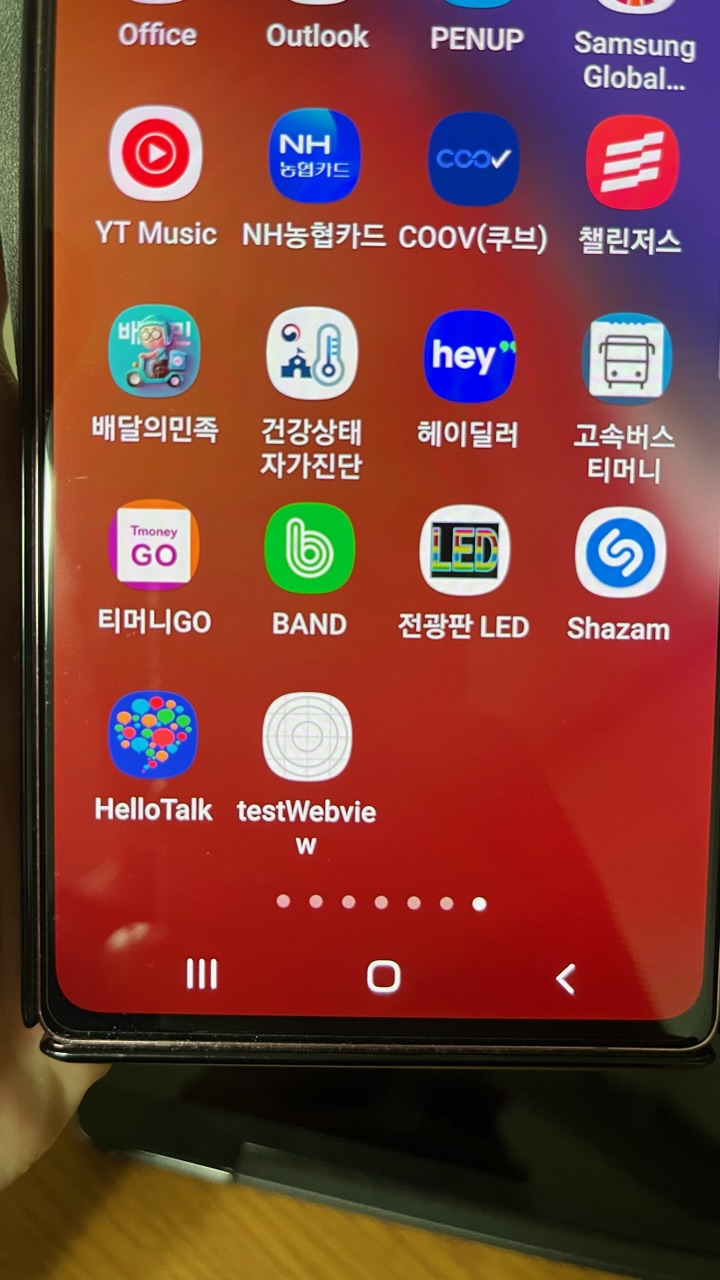 Office Outlook PENUP Samsung
Global...
NH
농협카드
COOV
YT Music NH농협카드 COOV(쿠브) 챌린저스
배 민
hey
배달의민족 건강상태 헤이딜러 고속버스
자가진단 티머니
Tmoney
GO
LED
티머니GO BAND 전광판 LED Shazam
HelloTalk testWebvie
w